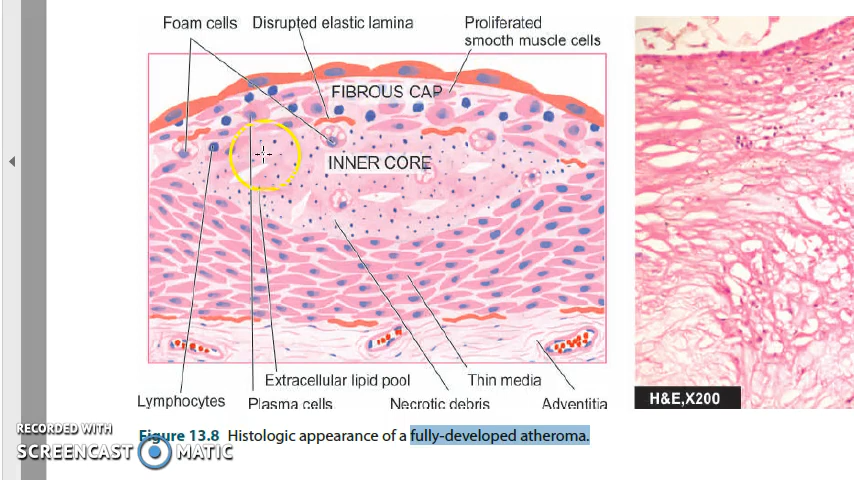 Foam cells
Disrupted elastic lamina
Proliferated
smooth muscle cells
FIBROUS CAP
INNER CORE
Extracellular lipid pool
Thin media
Lymphocytes
Plasma cells
Necrotic debris
Adventitia
H&E,X200
Figure 13.8 Histologic appearance of a fully-developed atheroma.
RECORDED WITH
SCREENCAST MATIC